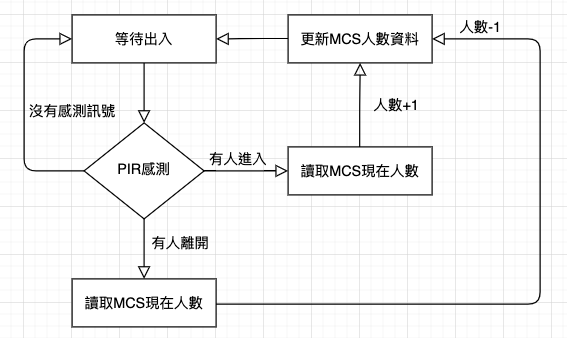 等待出入
更新MCS人數資料
人數-1
沒有感測訊號
人數+1
PIR感測
有人進入
讀取MCS現在人數
有人離開
讀取MCS現在人數